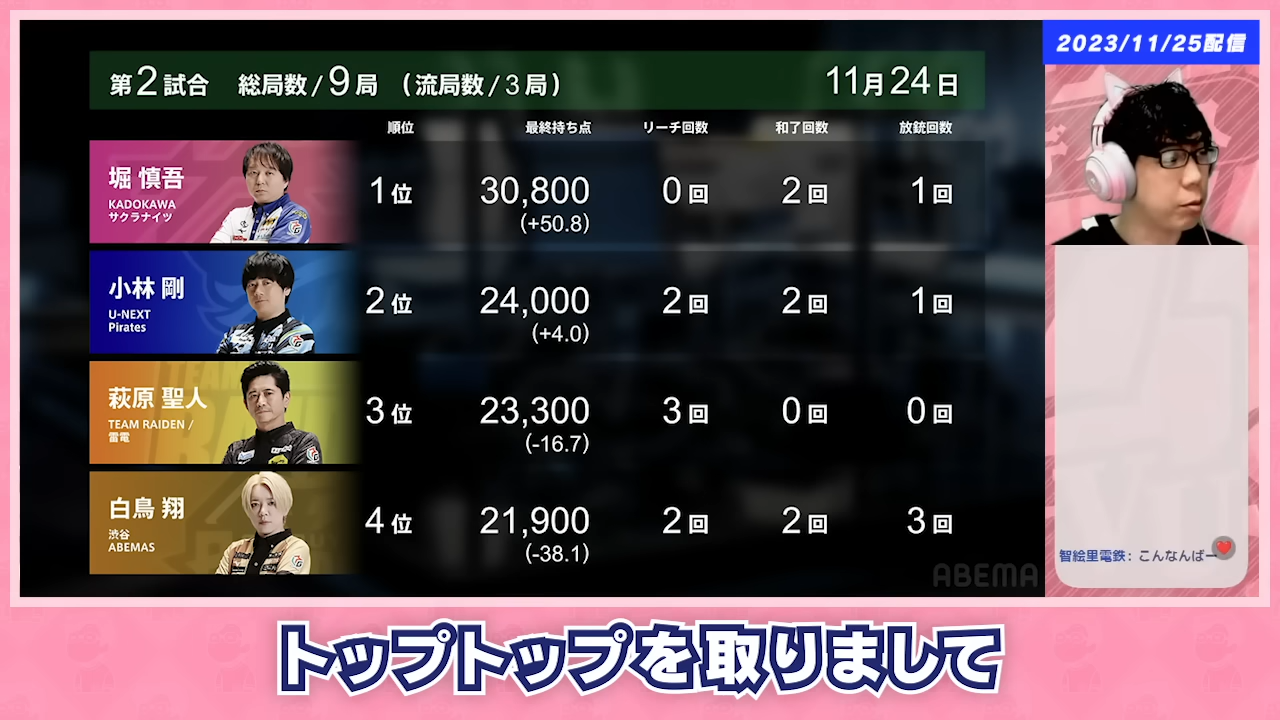 2023/11/25配信
第2試合 総局数/9局 (流局数/3局) 11月24日
順位 最終持ち点 リーチ回数 和了回数 放銃回数
堀 慎吾
KADOKAWA
サクラナイツ
1位 30,800 0回 2回 1回
(+50.8)
小林 剛
U-NEXT
Pirates
2位 24,000 2回 2回 1回
(+4.0)
萩原 聖人
TEAM RAIDEN /
雷電
3位 23,300 3回 0回 0回
(-16.7)
白鳥 翔
渋谷
ABEMAS
4位 21,900 2回 2回 3回
(-38.1)
ABEMA
智絵里電鉄: こんなんばー
トップトップを取りまして